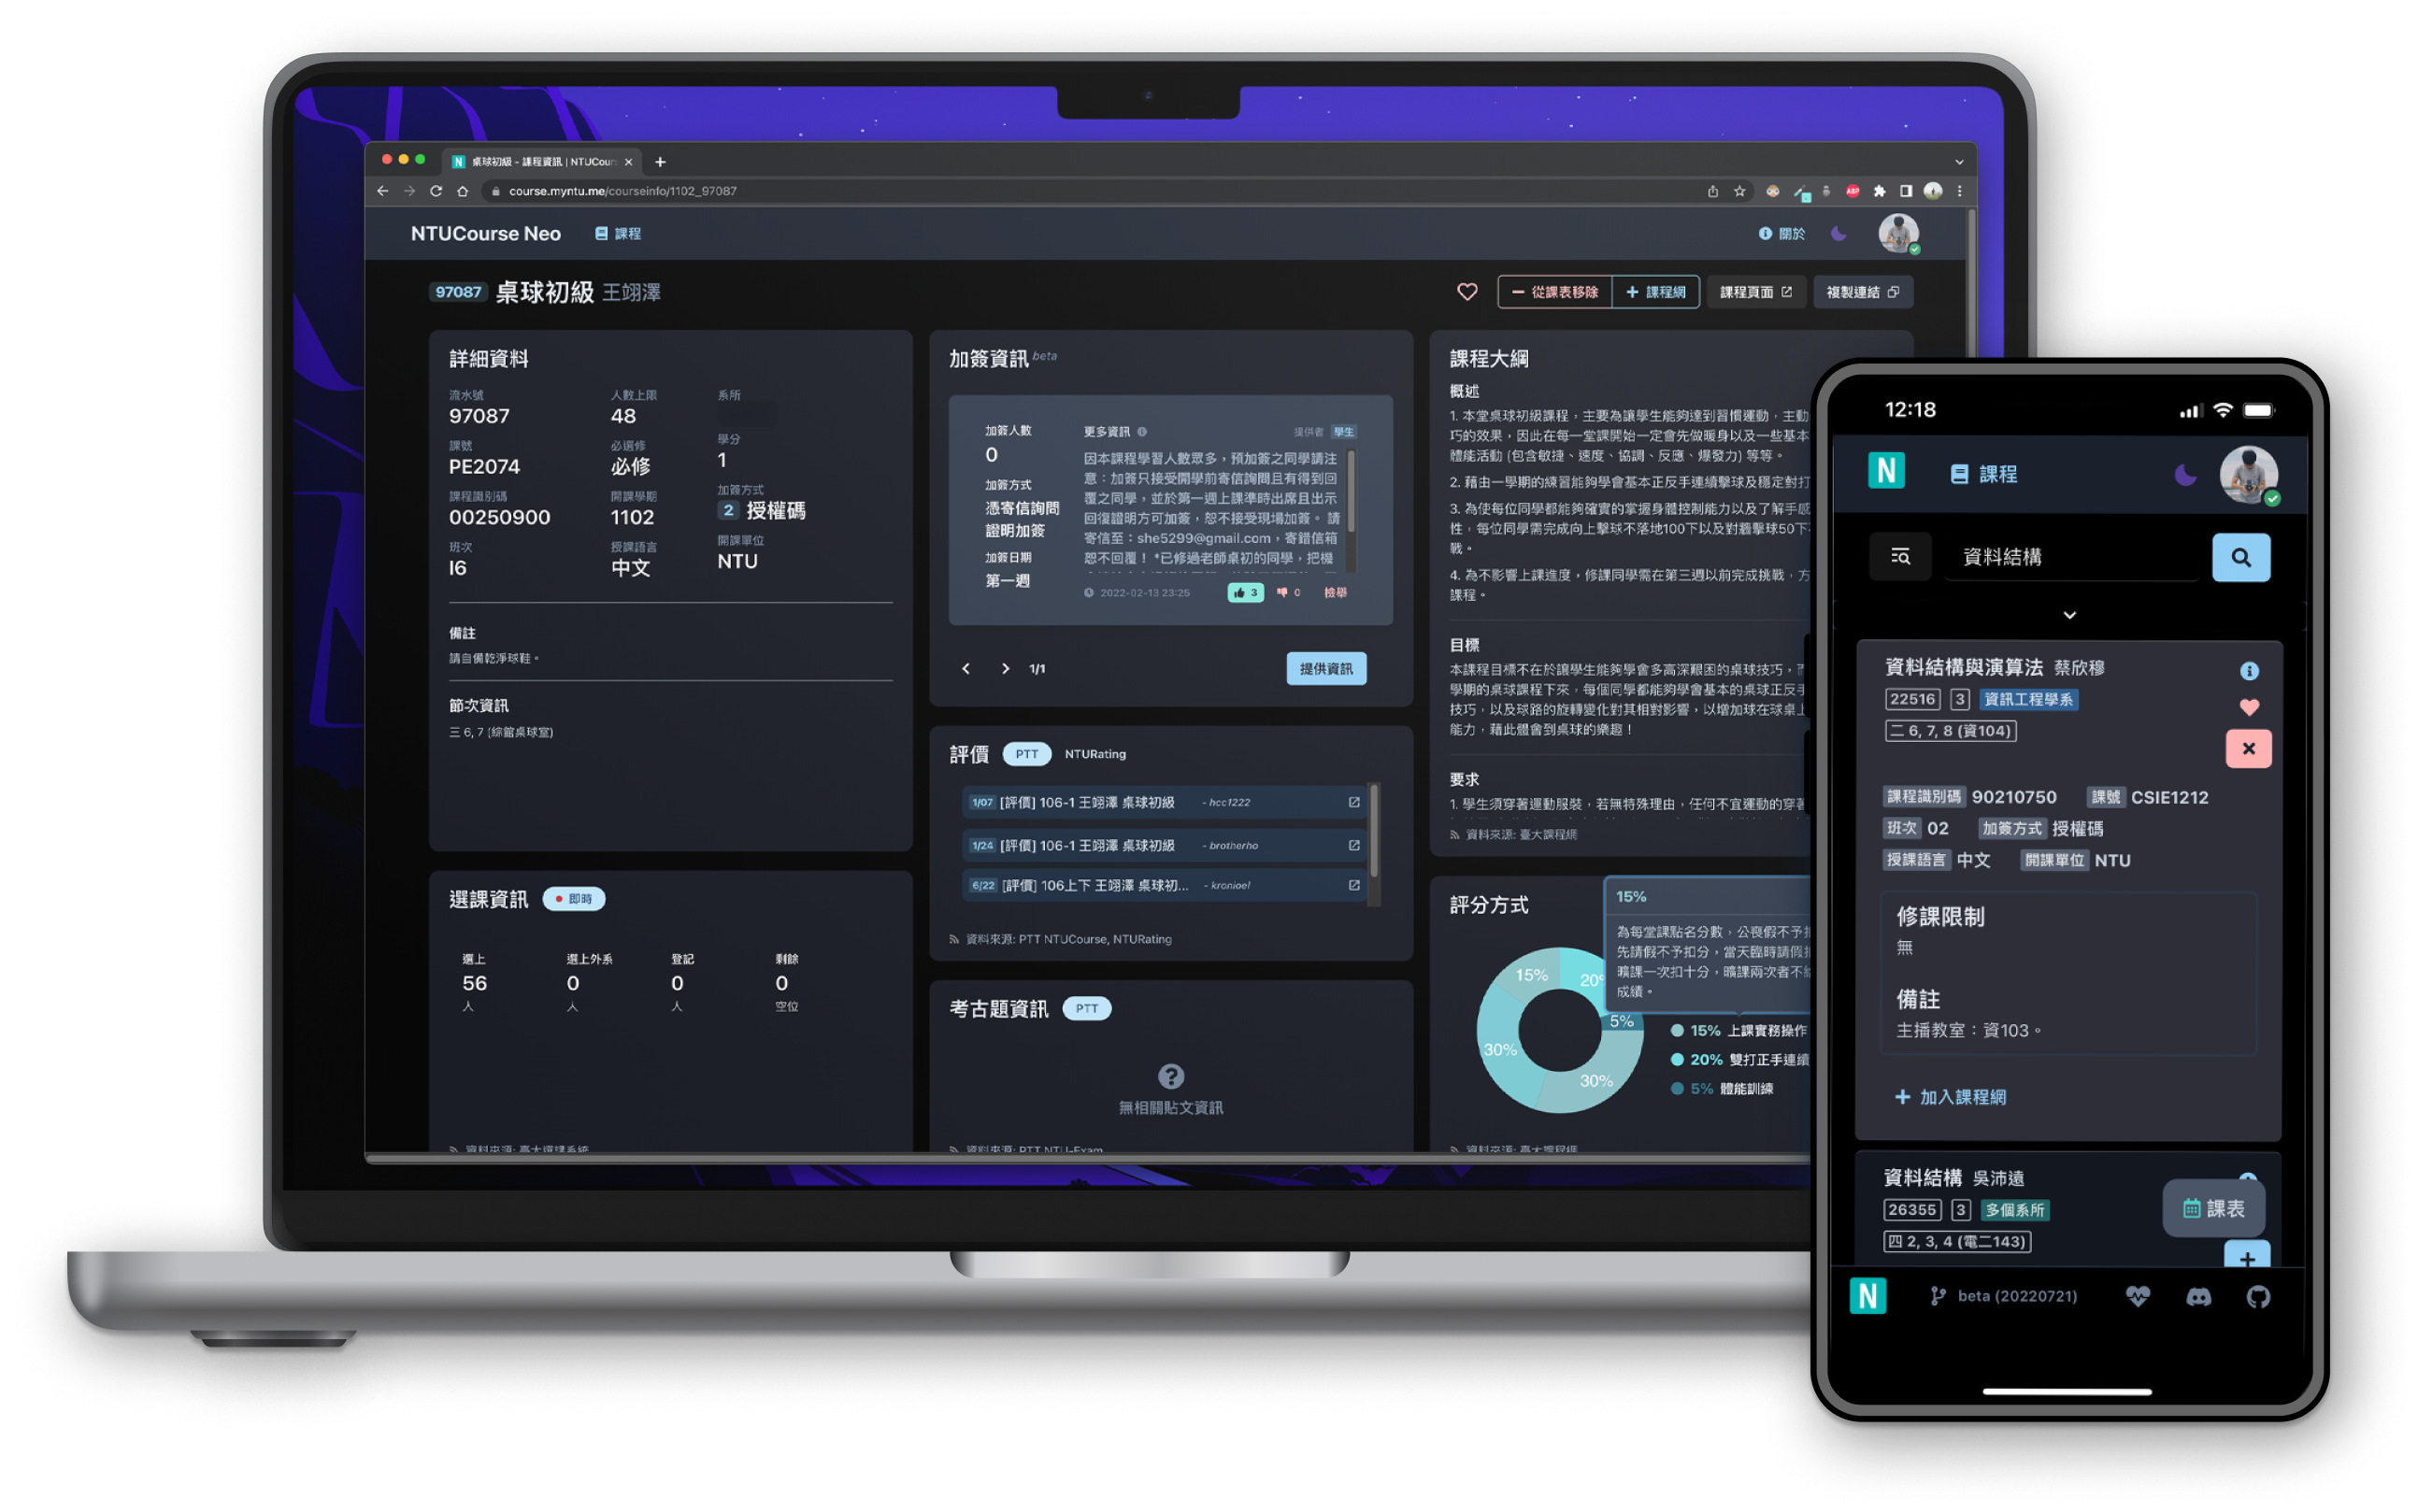 桌球初級 - 課程資訊 | NTUCour
course.myntu.me/courseinfo/1102_97087
ABP
NTUCourse Neo
課程
關於
97087 桌球初級 王翊澤
從課表移除
課程網
課程頁面
複製連結
詳細資料
流水號
97087
人數上限
48
系所
課號
PE2074
必選修
必修
學分
1
課程識別碼
00250900
開課學期
1102
加簽方式
2 授權碼
班次
I6
授課語言
中文
開課單位
NTU
備註
請自備乾淨球鞋。
節次資訊
三 6, 7 (綜館桌球室)
選課資訊 即時
選上
56
人
選上外系
0
人
登記
0
人
剩餘
0
空位
資料來源: 臺大選課系統
加簽資訊 beta
加簽人數
0
加簽方式
憑寄信詢問
證明加簽
加簽日期
第一週
更多資訊
提供者 學生
因本課程學習人數眾多，預加簽之同學請注
意：加簽只接受開學前寄信詢問且有得到回
覆之同學，並於第一週上課準時出席且出示
回復證明方可加簽，恕不接受現場加簽。 請
寄信至：she5299@gmail.com，寄錯信箱
恕不回覆！ *已修過老師桌初的同學，把機
2022-02-13 23:25
3
0
檢舉
1/1
提供資訊
評價 PTT NTURating
1/07 [評價] 106-1 王翊澤 桌球初級 - hcc1222
1/24 [評價] 106-1 王翊澤 桌球初級 - brotherho
6/22 [評價] 106上下 王翊澤 桌球初... - kronioel
資料來源: PTT NTUCourse, NTURating
考古題資訊 PTT
無相關貼文資訊
資料來源: PTT NTU-Exam
課程大綱
概述
1. 本堂桌球初級課程，主要為讓學生能夠達到習慣運動，主動
巧的效果，因此在每一堂課開始一定會先做暖身以及一些基本
體能活動 (包含敏捷、速度、協調、反應、爆發力) 等等。
2. 藉由一學期的練習能夠學會基本正反手連續擊球及穩定對打
3. 為使每位同學都能夠確實的掌握身體控制能力以及了解手感
性，每位同學需完成向上擊球不落地100下以及對牆擊球50下
戰。
4. 為不影響上課進度，修課同學需在第三週以前完成挑戰，方
課程。
目標
本課程目標不在於讓學生能夠學會多高深艱困的桌球技巧，而
學期的桌球課程下來，每個同學都能夠學會基本的桌球正反手
技巧，以及球路的旋轉變化對其相對影響，以增加球在球桌上
能力，藉此體會到桌球的樂趣！
要求
1. 學生須穿著運動服裝，若無特殊理由，任何不宜運動的穿著
資料來源: 臺大課程網
評分方式
15%
為每堂課點名分數，公喪假不予扣
先請假不予扣分，當天臨時請假扣
曠課一次扣十分，曠課兩次者不給
成績。
15%
20%
5%
30%
30%
15% 上課實務操作
20% 雙打正手連續
5% 體能訓練
資料來源: 臺大課程網
12:18
N
課程
資料結構
資料結構與演算法 蔡欣穆
22516 3 資訊工程學系
二 6, 7, 8 (資104)
課程識別碼 90210750 課號 CSIE1212
班次 02 加簽方式 授權碼
授課語言 中文 開課單位 NTU
修課限制
無
備註
主播教室：資103。
加入課程網
資料結構 吳沛遠
26355 3 多個系所
四 2, 3, 4 (電二143)
課表
N
beta (20220721)